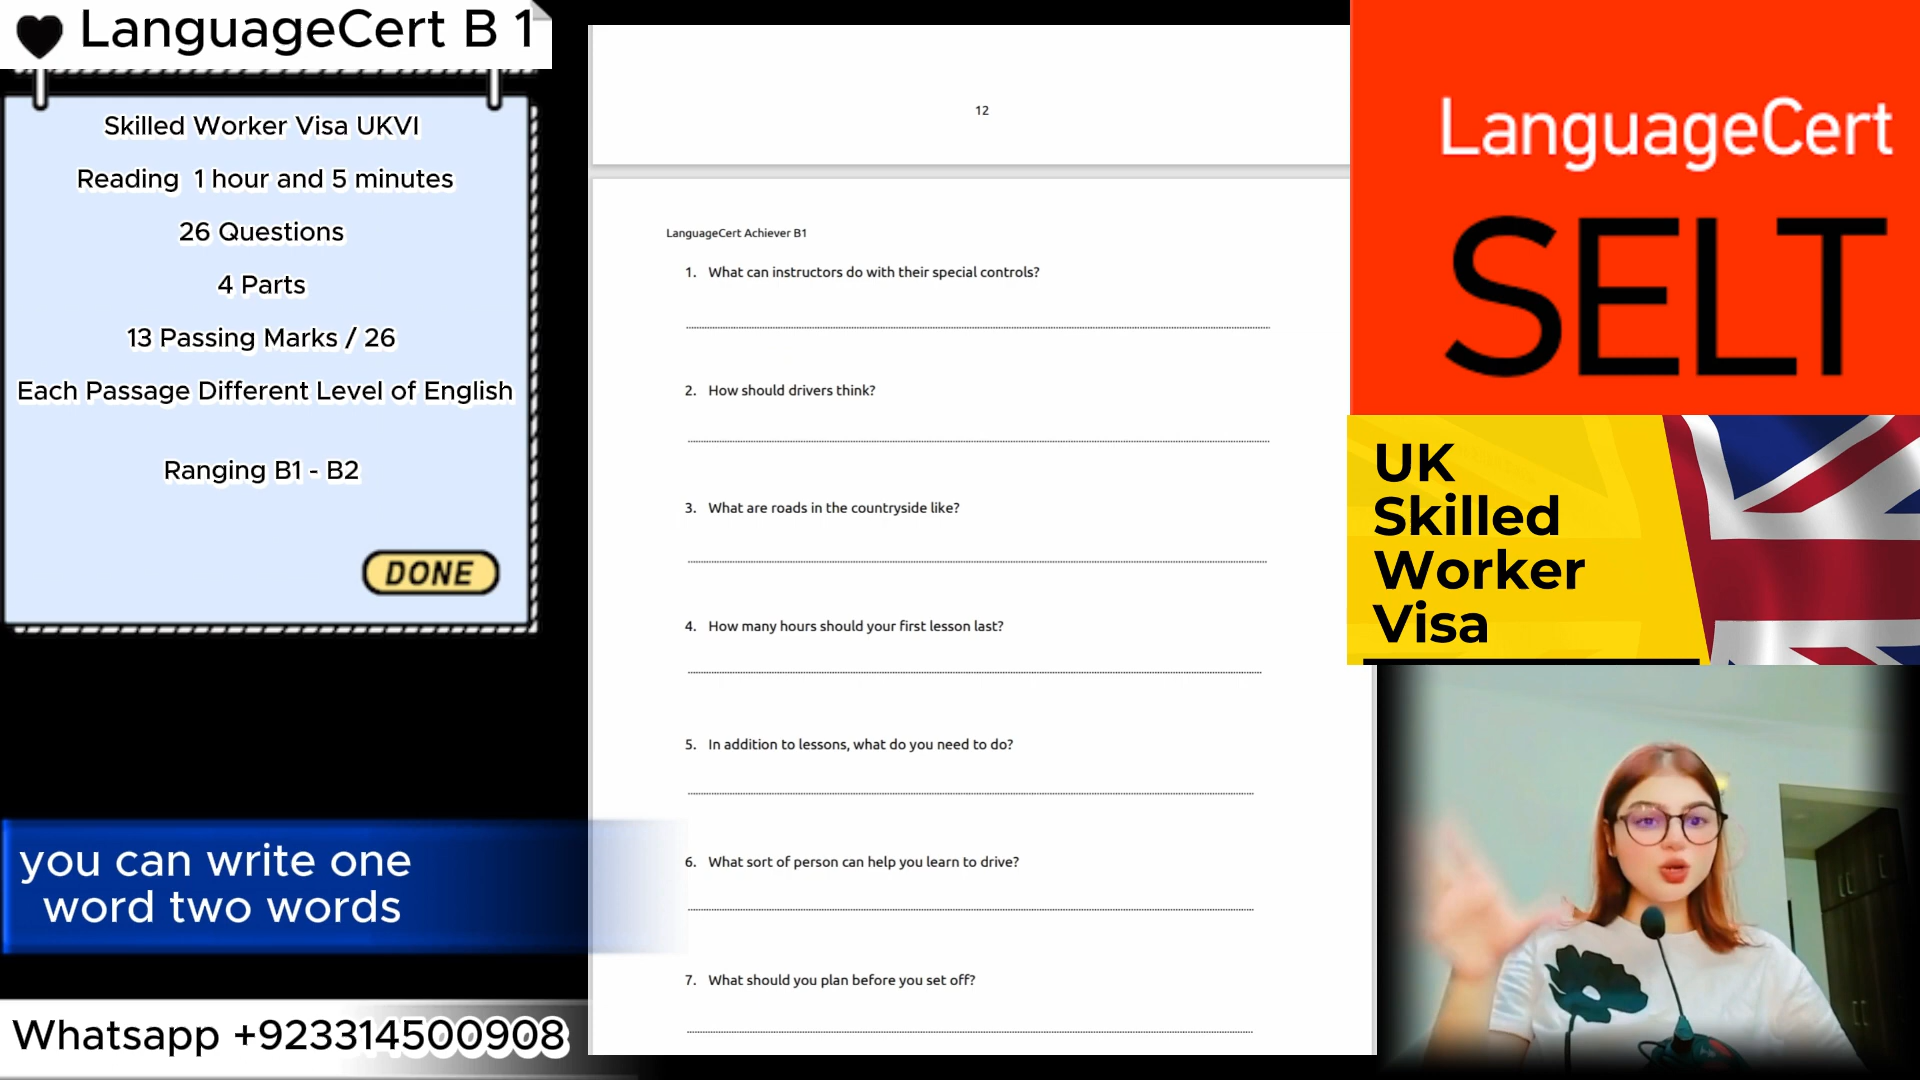 LanguageCert B 1
Skilled Worker Visa UKVI
Reading 1 hour and 5 minutes
26 Questions
4 Parts
13 Passing Marks / 26
Each Passage Different Level of English
Ranging B1 - B2
DONE
you can write one
word two words
Whatsapp +923314500908
12
LanguageCert Achiever B1
1. What can instructors do with their special controls?
2. How should drivers think?
3. What are roads in the countryside like?
4. How many hours should your first lesson last?
5. In addition to lessons, what do you need to do?
6. What sort of person can help you learn to drive?
7. What should you plan before you set off?
LanguageCert
SELT
UK
Skilled
Worker
Visa